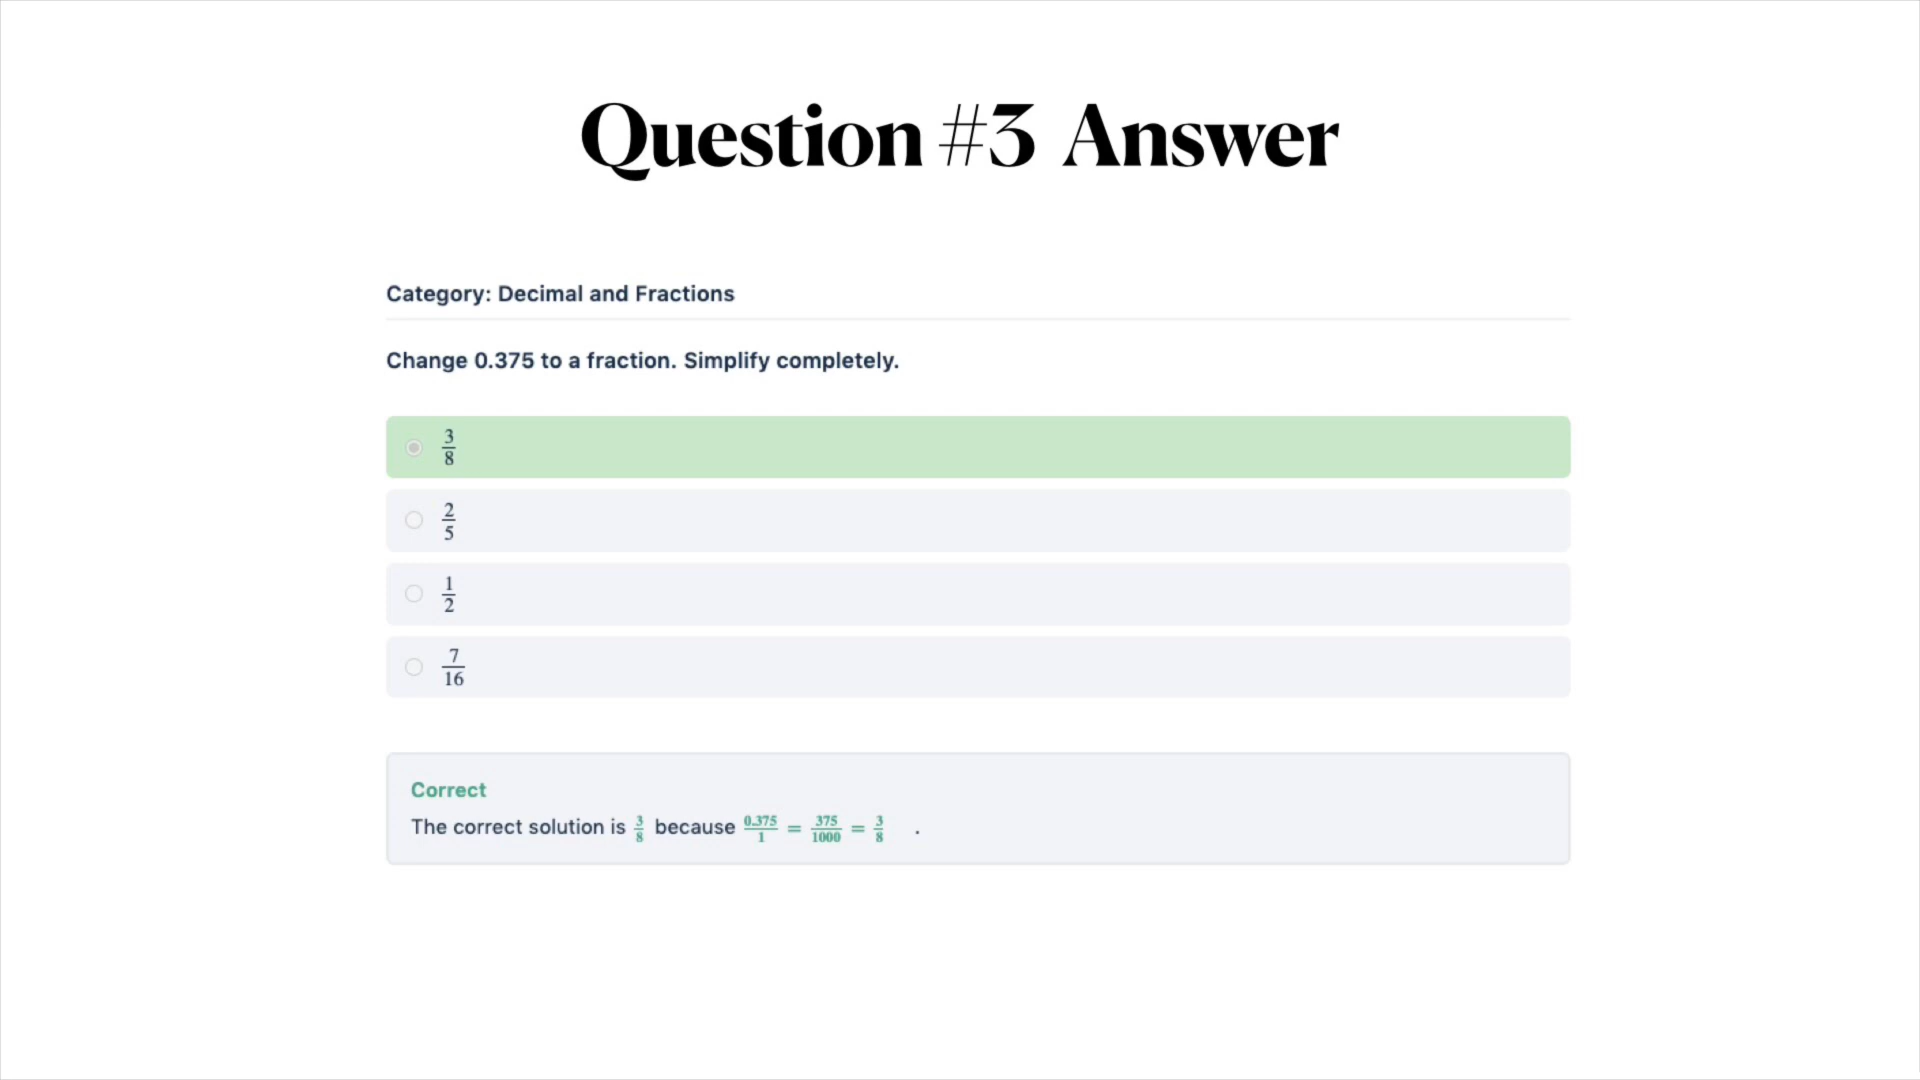 Question #3 Answer
Category: Decimal and Fractions
Change 0.375 to a fraction. Simplify completely.
3/8
2/5
1/2
7/16
Correct
The correct solution is 3/8 because 0.375/1 = 375/1000 = 3/8 .